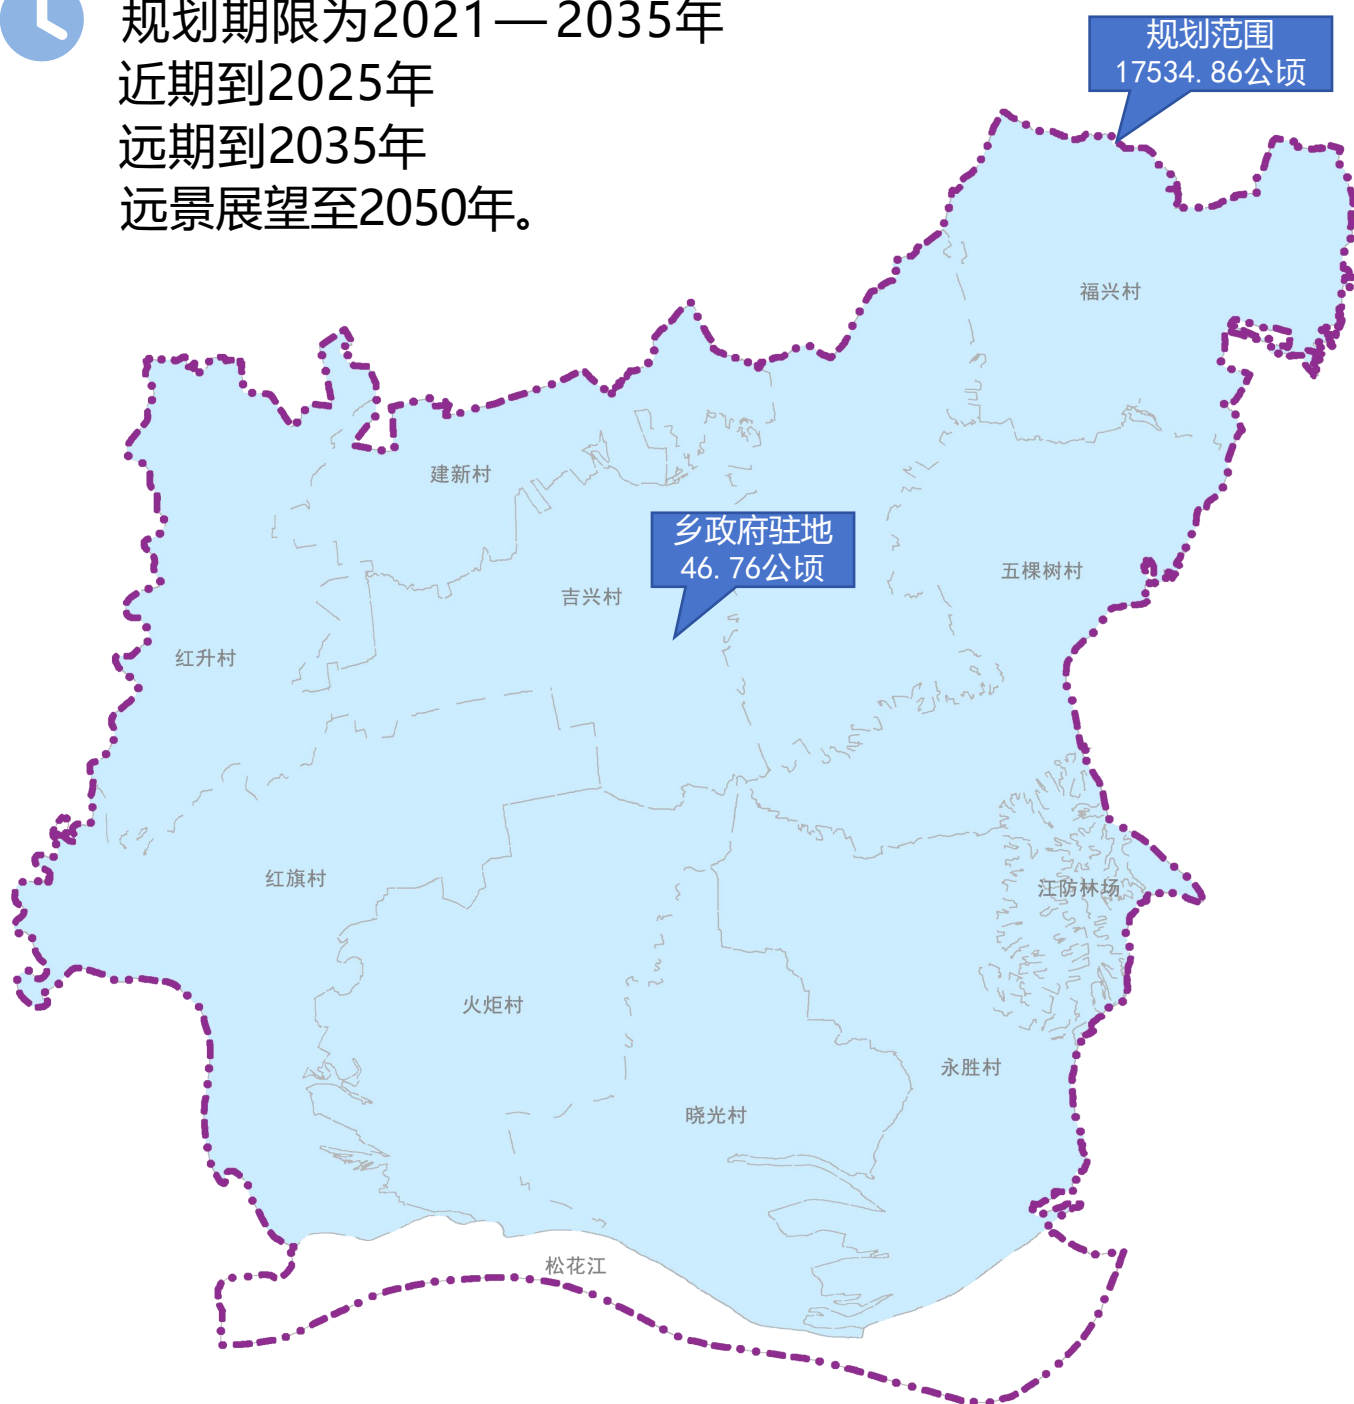 规划期限为2021—2035年
近期到2025年
远期到2035年
远景展望至2050年。
规划范围
17534.86公顷
福兴村
建新村
乡政府驻地
46.76公顷
五棵树村
吉兴村
红升村
红旗村
江防林场
火炬村
永胜村
晓光村
松花江